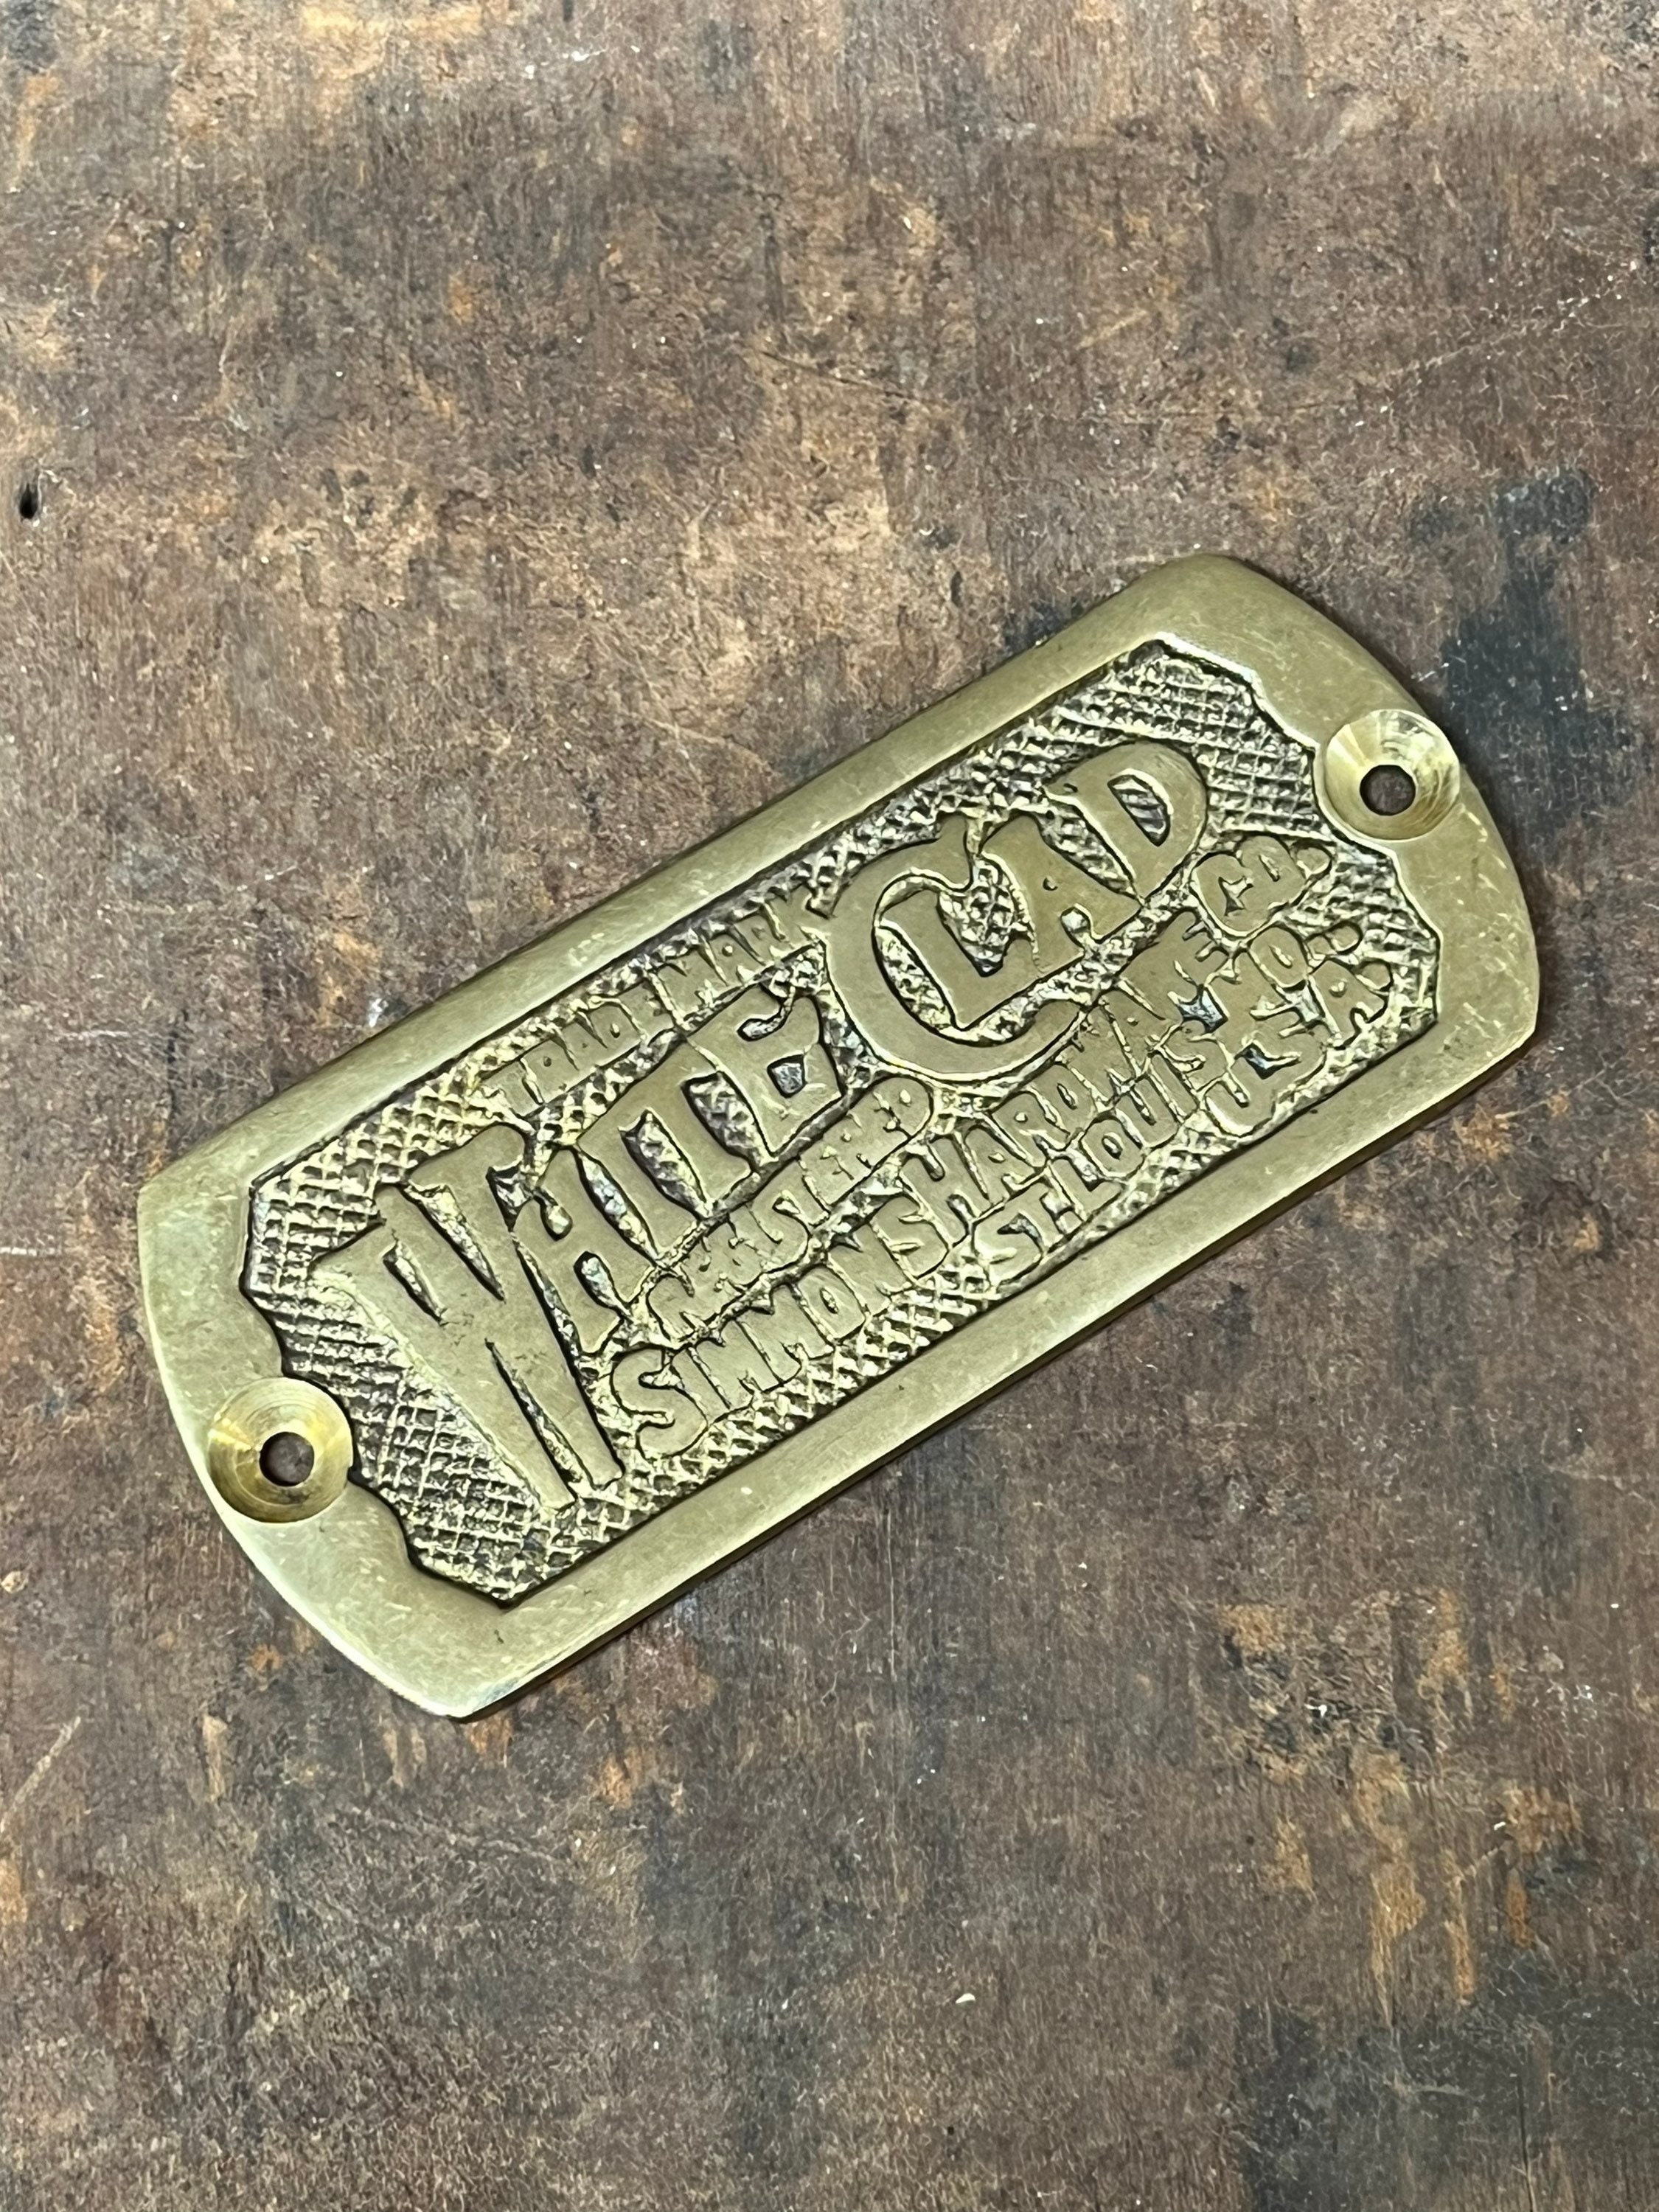 TRADE MARK
WHITE CLAD
REGISTERED
SIMMONS HARDWARE CO.
ST. LOUIS, MO.
U.S.A.